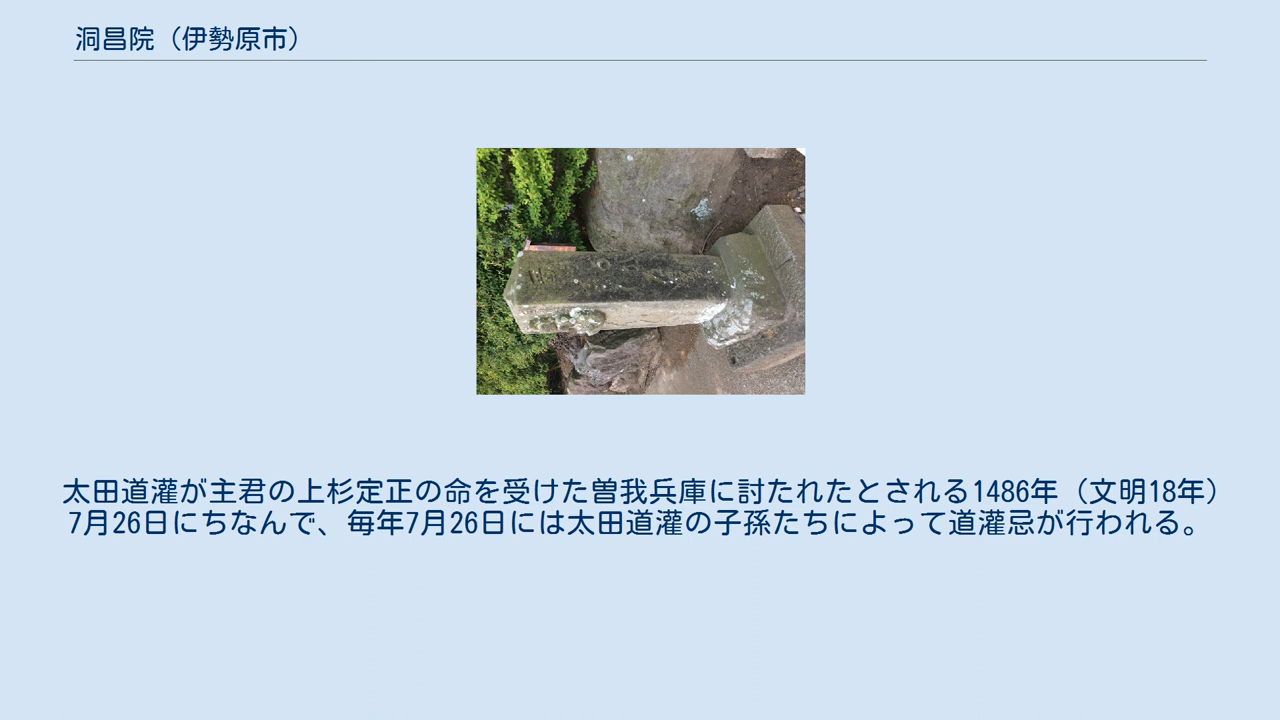 洞昌院（伊勢原市）
太田道灌が主君の上杉定正の命を受けた曽我兵庫に討たれたとされる1486年（文明18年）
7月26日にちなんで、毎年7月26日には太田道灌の子孫たちによって道灌忌が行われる。